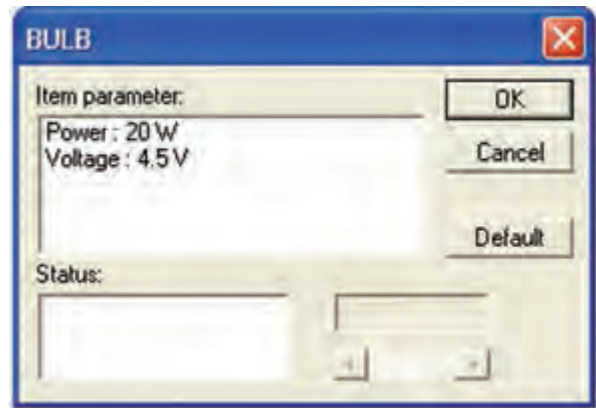 BULB
Item parameter:
OK
Power : 20 W
Voltage : 4.5 V
Cancel
Default
Status: